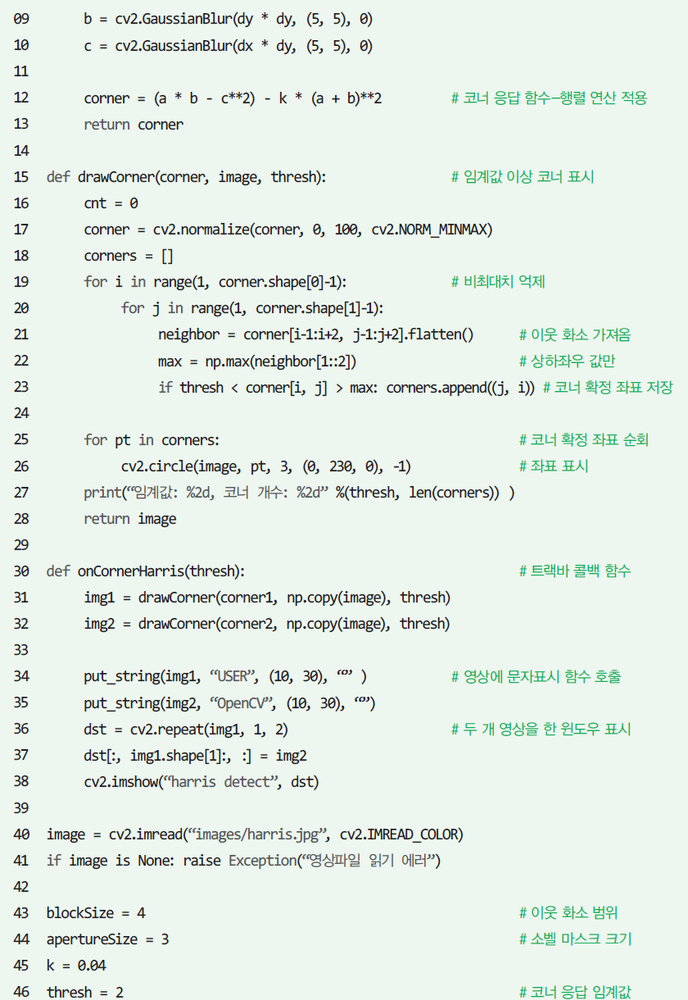 09 b = cv2.GaussianBlur(dy * dy, (5, 5), 0)
10 c = cv2.GaussianBlur(dx * dy, (5, 5), 0)
11
12 corner = (a * b - c**2) - k * (a + b)**2 # 코너 응답 함수–행렬 연산 적용
13 return corner
14
15 def drawCorner(corner, image, thresh): # 임계값 이상 코너 표시
16 cnt = 0
17 corner = cv2.normalize(corner, 0, 100, cv2.NORM_MINMAX)
18 corners = []
19 for i in range(1, corner.shape[0]-1): # 비최대치 억제
20 for j in range(1, corner.shape[1]-1):
21 neighbor = corner[i-1:i+2, j-1:j+2].flatten() # 이웃 화소 가져옴
22 max = np.max(neighbor[1::2]) # 상하좌우 값만
23 if thresh < corner[i, j] > max: corners.append((j, i)) # 코너 확정 좌표 저장
24
25 for pt in corners: # 코너 확정 좌표 순회
26 cv2.circle(image, pt, 3, (0, 230, 0), -1) # 좌표 표시
27 print(“임계값: %2d, 코너 개수: %2d” %(thresh, len(corners)) )
28 return image
29
30 def onCornerHarris(thresh): # 트랙바 콜백 함수
31 img1 = drawCorner(corner1, np.copy(image), thresh)
32 img2 = drawCorner(corner2, np.copy(image), thresh)
33
34 put_string(img1, “USER”, (10, 30), “” ) # 영상에 문자표시 함수 호출
35 put_string(img2, “OpenCV”, (10, 30), “”)
36 dst = cv2.repeat(img1, 1, 2) # 두 개 영상을 한 윈도우 표시
37 dst[:, img1.shape[1]:, :] = img2
38 cv2.imshow(“harris detect”, dst)
39
40 image = cv2.imread(“images/harris.jpg”, cv2.IMREAD_COLOR)
41 if image is None: raise Exception(“영상파일 읽기 에러”)
42
43 blockSize = 4 # 이웃 화소 범위
44 apertureSize = 3 # 소벨 마스크 크기
45 k = 0.04
46 thresh = 2 # 코너 응답 임계값